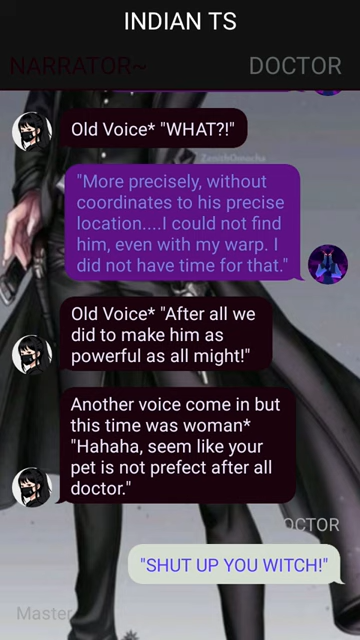 INDIAN TS
NARRATOR~
DOCTOR
Old Voice* "WHAT?!"
ZenithOmocha
"More precisely, without
coordinates to his precise
location....I could not find
him, even with my warp. I
did not have time for that."
Old Voice* "After all we
did to make him as
powerful as all might!"
Another voice come in but
this time was woman*
"Hahaha, seem like your
pet is not prefect after all
doctor."
DOCTOR
"SHUT UP YOU WITCH!"
Master